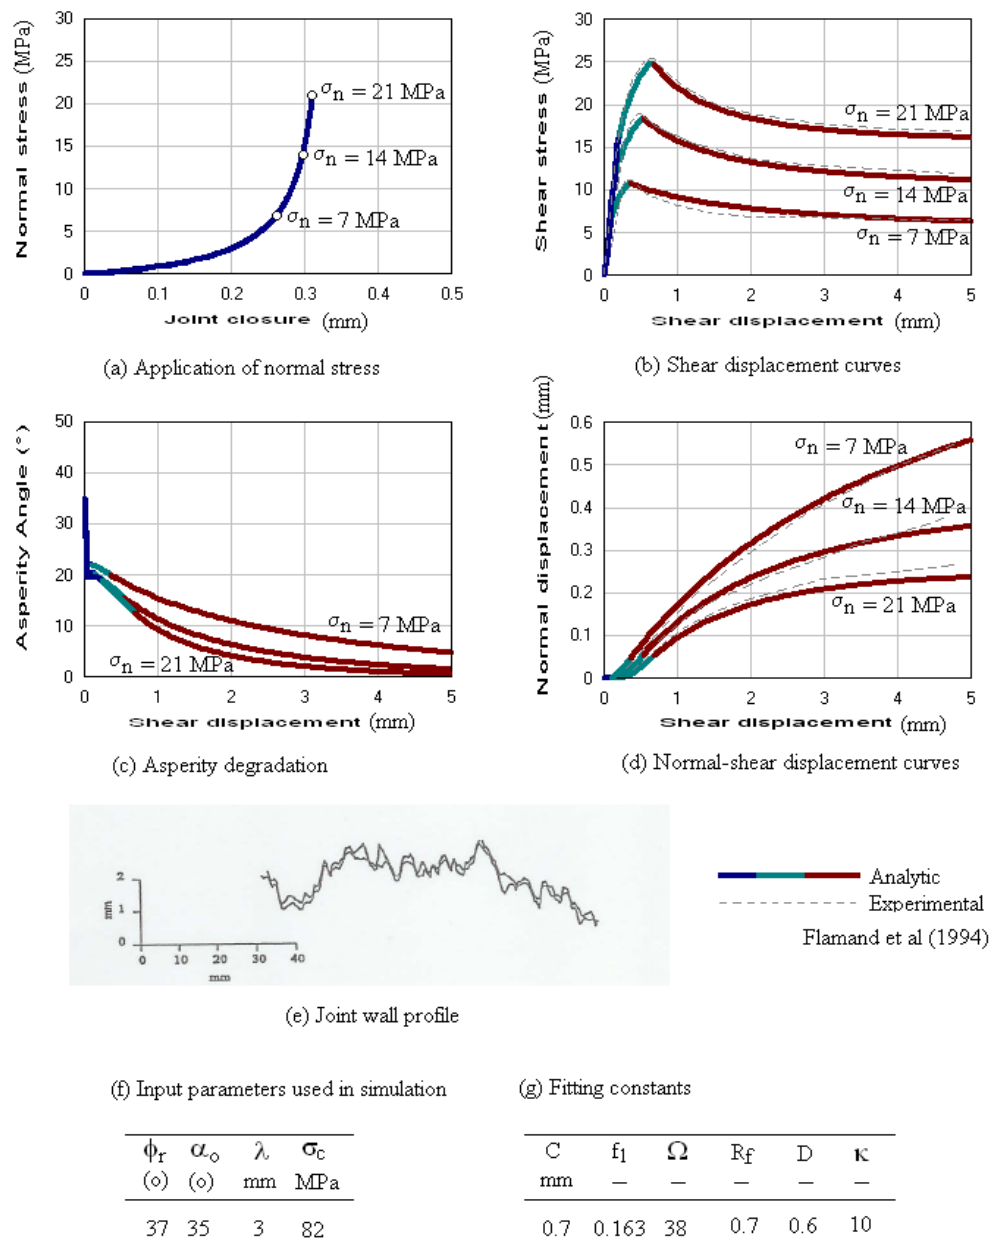 Normal stress (MPa)
30
25
20
15
10
5
0
σn = 21 MPa
σn = 14 MPa
σn = 7 MPa
0 0.1 0.2 0.3 0.4 0.5
Joint closure (mm)
(a) Application of normal stress
Shear stress (MPa)
30
25
20
15
10
5
0
σn = 21 MPa
σn = 14 MPa
σn = 7 MPa
0 1 2 3 4 5
Shear displacement (mm)
(b) Shear displacement curves
Asperity Angle (°)
50
40
30
20
10
0
σn = 7 MPa
σn = 21 MPa
0 1 2 3 4 5
Shear displacement (mm)
(c) Asperity degradation
Normal displacement (mm)
0.6
0.5
0.4
0.3
0.2
0.1
0
σn = 7 MPa
σn = 14 MPa
σn = 21 MPa
0 1 2 3 4 5
Shear displacement (mm)
(d) Normal-shear displacement curves
mm
2
1
0
0 10 20 30 40
mm
(e) Joint wall profile
Analytic
Experimental
Flamand et al (1994)
(f) Input parameters used in simulation
ϕr αo λ σc
(o) (o) mm MPa
37 35 3 82
(g) Fitting constants
C f1 Ω Rf D κ
mm – – – – –
0.7 0.163 38 0.7 0.6 10